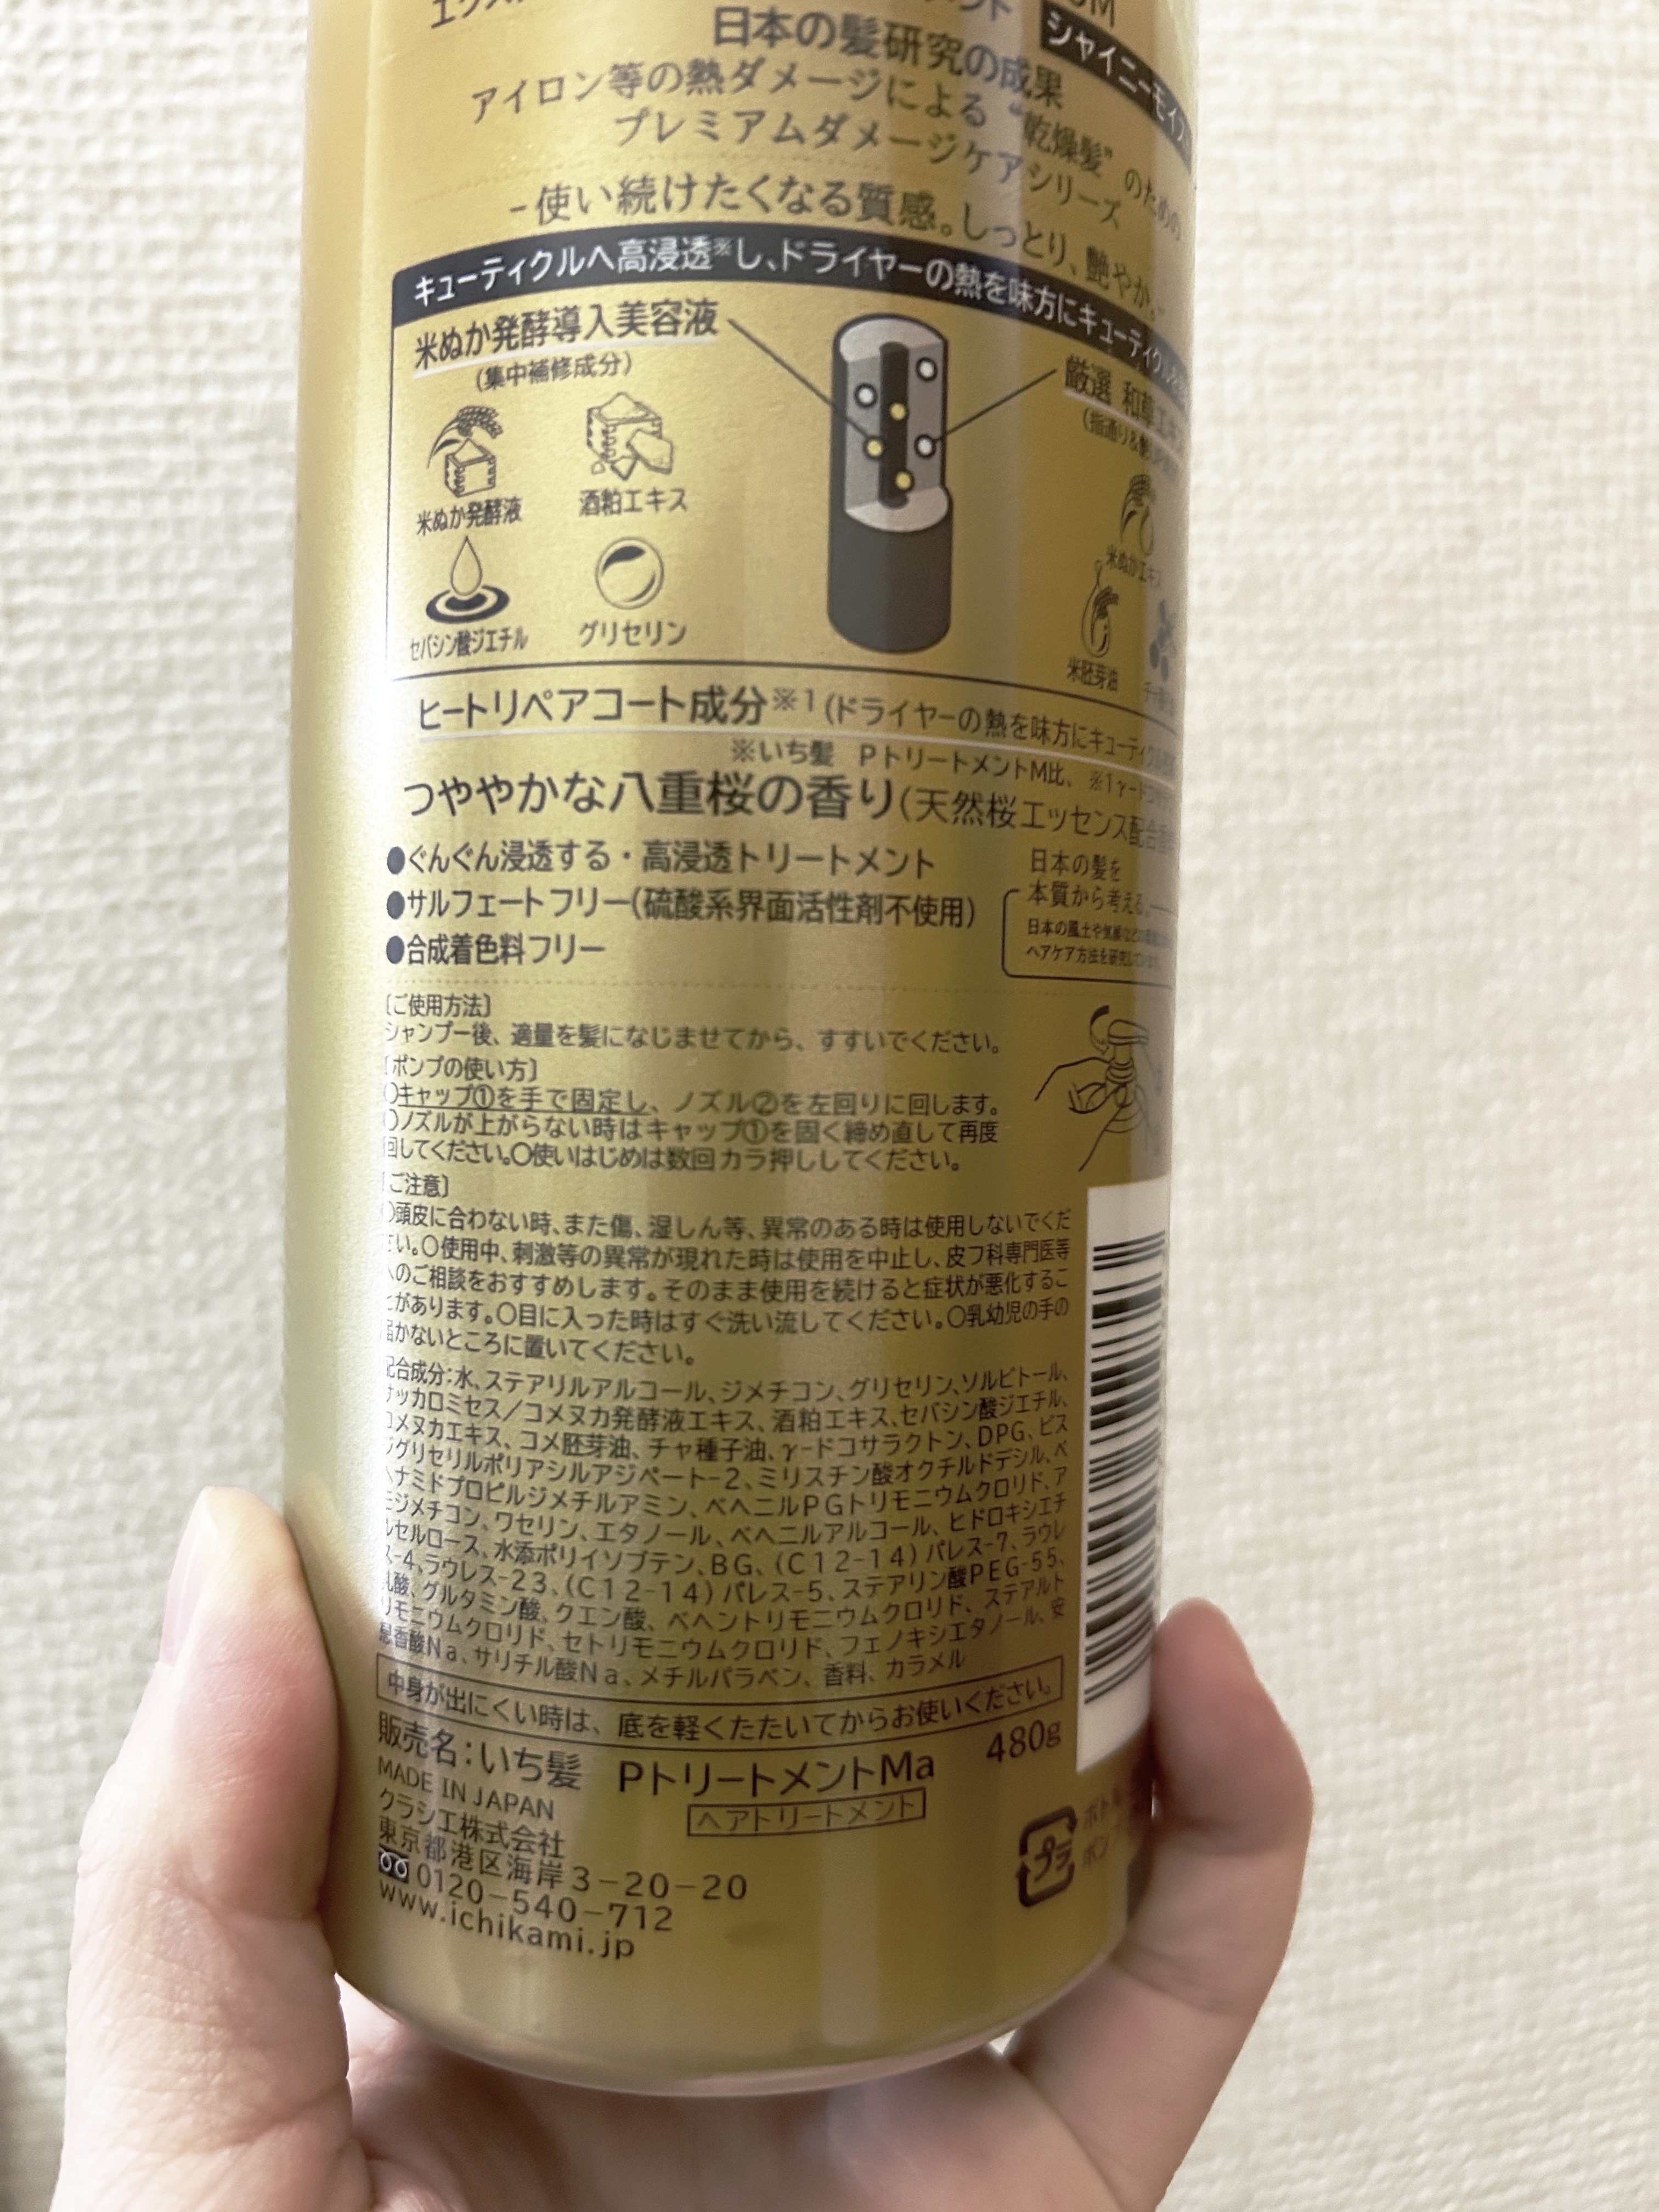 日本の髪研究の成果
シャイニーモイス
アイロン等の熱ダメージによる “乾燥髪” のための
プレミアムダメージケアシリーズ
-使い続けたくなる質感。しっとり、艶やか。-
キューティクルへ高浸透※し、ドライヤーの熱を味方にキューティクル
米ぬか発酵導入美容液
(集中補修成分)
厳選 和草エキ
米ぬか発酵液
酒粕エキス
米ぬかエキス
セバシン酸ジエチル
グリセリン
米胚芽油
ヒートリペアコート成分※1(ドライヤーの熱を味方にキューティクル
※いち髪 PトリートメントM比、 ※1γ-ドコ
つややかな八重桜の香り(天然桜エッセンス配合香
●ぐんぐん浸透する・高浸透トリートメント
●サルフェートフリー(硫酸系界面活性剤不使用)
●合成着色料フリー
日本の髪を
本質から考える。
日本の風土や気候など
ヘアケア方法を研究して
〔ご使用方法〕
シャンプー後、適量を髪になじませてから、すすいでください。
〔ポンプの使い方〕
○キャップ①を手で固定し、ノズル②を左回りに回します。
○ノズルが上がらない時はキャップ①を固く締め直して再度
回してください。○使いはじめは数回カラ押ししてください。
〔ご注意〕
○頭皮に合わない時、また傷、湿しん等、異常のある時は使用しないでくだ
さい。○使用中、刺激等の異常が現れた時は使用を中止し、皮フ科専門医等
へのご相談をおすすめします。そのまま使用を続けると症状が悪化するこ
とがあります。○目に入った時はすぐ洗い流してください。○乳幼児の手の
届かないところに置いてください。
配合成分:水、ステアリルアルコール、ジメチコン、グリセリン、ソルビトール、
サッカロミセス/コメヌカ発酵液エキス、酒粕エキス、セバシン酸ジエチル、
コメヌカエキス、コメ胚芽油、チャ種子油、γ-ドコサラクトン、DPG、ビス
ジグリセリルポリアシルアジペート-2、ミリスチン酸オクチルドデシル、ベ
ヘナミドプロピルジメチルアミン、ベヘニルPGトリモニウムクロリド、ア
モジメチコン、ワセリン、エタノール、ベヘニルアルコール、ヒドロキシエチ
ルセルロース、水添ポリイソブテン、BG、(C12-14)パレス-7、ラウレ
ス-4、ラウレス-23、(C12-14)パレス-5、ステアリン酸PEG-55、
乳酸、グルタミン酸、クエン酸、ベヘントリモニウムクロリド、ステアルト
リモニウムクロリド、セトリモニウムクロリド、フェノキシエタノール、安
息香酸Na、サリチル酸Na、メチルパラベン、香料、カラメル
中身が出にくい時は、底を軽くたたいてからお使いください。
販売名:いち髪 PトリートメントMa 480g
MADE IN JAPAN
ヘアトリートメント
クラシエ株式会社
東京都港区海岸3-20-20
0120-540-712
www.ichikami.jp
プラ